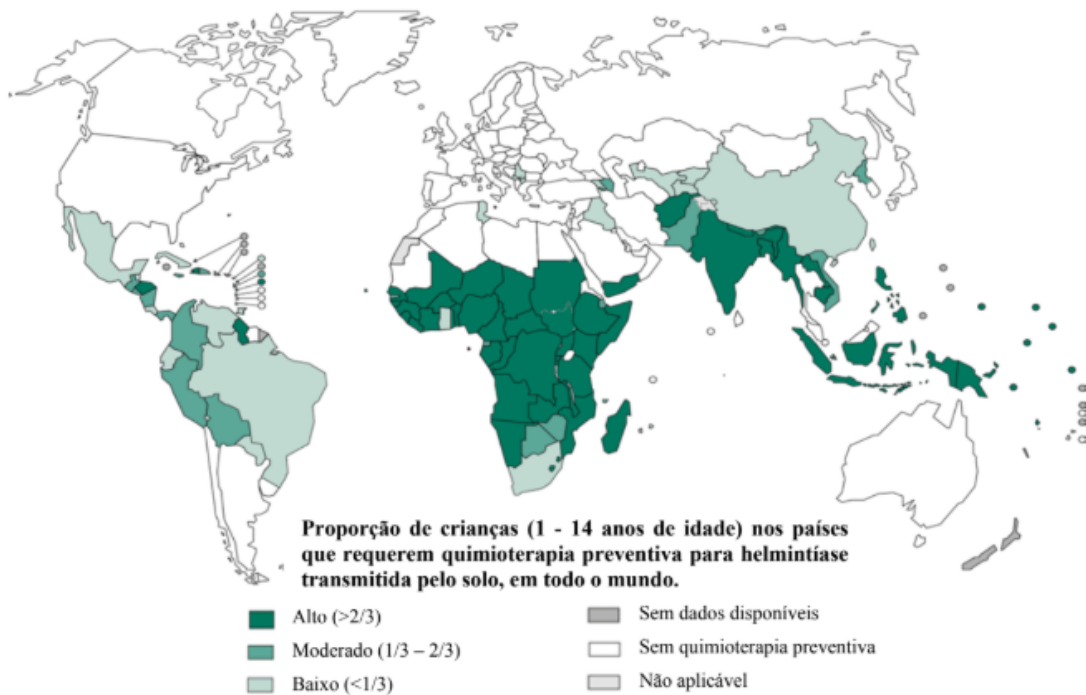 Proporção de crianças (1 - 14 anos de idade) nos países
que requerem quimioterapia preventiva para helmintíase
transmitida pelo solo, em todo o mundo.
Alto (>2/3)
Moderado (1/3 – 2/3)
Baixo (<1/3)
Sem dados disponíveis
Sem quimioterapia preventiva
Não aplicável